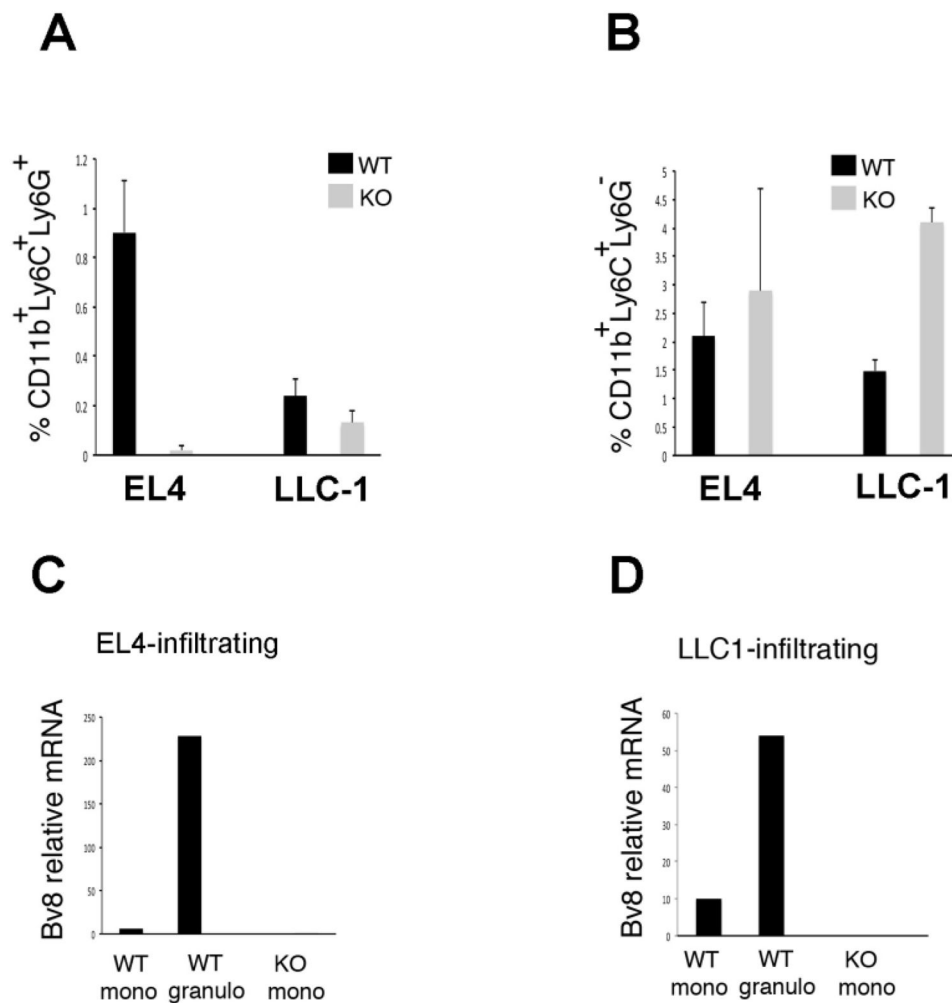 A
B
% CD11b+Ly6C+Ly6G+
1.2
1
0.8
0.6
0.4
0.2
0
WT
KO
EL4
LLC-1
% CD11b+Ly6C+Ly6G-
5
4.5
4
3.5
3
2.5
2
1.5
1
0.5
0
WT
KO
EL4
LLC-1
C
D
EL4-infiltrating
Bv8 relative mRNA
250
200
150
100
50
0
WT
mono
WT
granulo
KO
mono
LLC1-infiltrating
Bv8 relative mRNA
60
50
40
30
20
10
0
WT
mono
WT
granulo
KO
mono